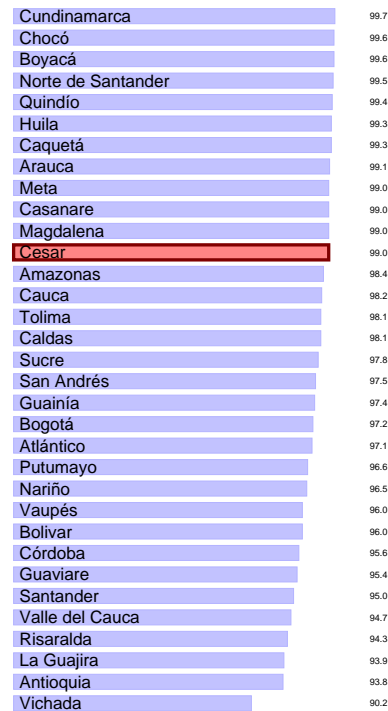 Cundinamarca 99.7
Chocó 99.6
Boyacá 99.6
Norte de Santander 99.5
Quindío 99.4
Huila 99.3
Caquetá 99.3
Arauca 99.1
Meta 99.0
Casanare 99.0
Magdalena 99.0
Cesar 99.0
Amazonas 98.4
Cauca 98.2
Tolima 98.1
Caldas 98.1
Sucre 97.8
San Andrés 97.5
Guainía 97.4
Bogotá 97.2
Atlántico 97.1
Putumayo 96.6
Nariño 96.5
Vaupés 96.0
Bolivar 96.0
Córdoba 95.6
Guaviare 95.4
Santander 95.0
Valle del Cauca 94.7
Risaralda 94.3
La Guajira 93.9
Antioquia 93.8
Vichada 90.2